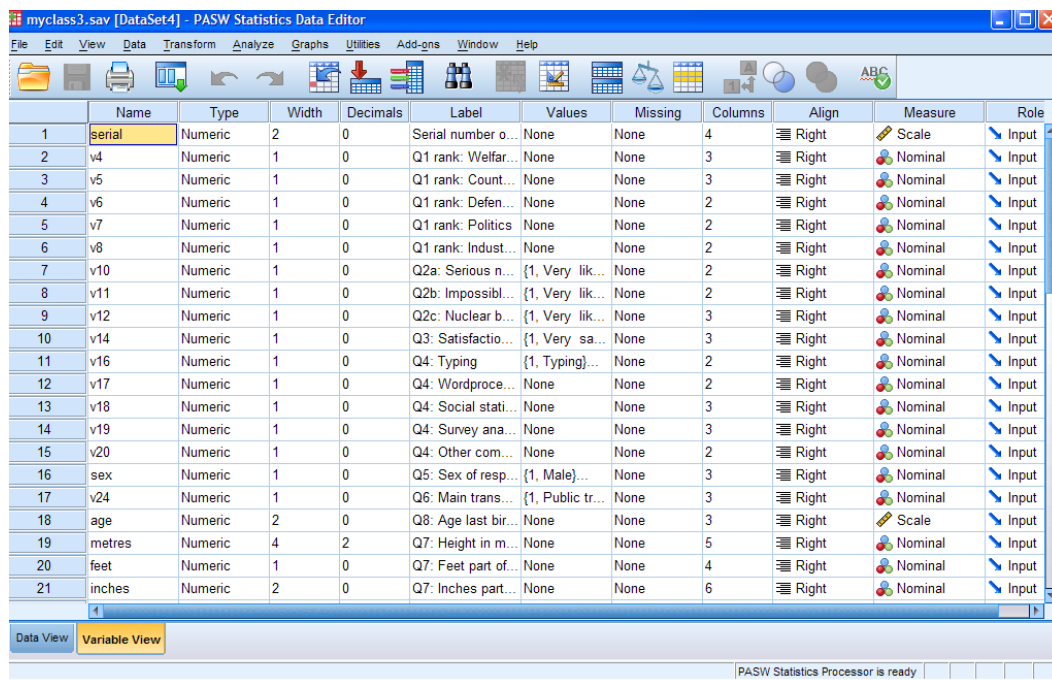 myclass3.sav [DataSet4] - PASW Statistics Data Editor
File Edit View Data Transform Analyze Graphs Utilities Add-ons Window Help
Name Type Width Decimals Label Values Missing Columns Align Measure Role
1 serial Numeric 2 0 Serial number o... None None 4 Right Scale Input
2 v4 Numeric 1 0 Q1 rank: Welfar... None None 3 Right Nominal Input
3 v5 Numeric 1 0 Q1 rank: Count... None None 3 Right Nominal Input
4 v6 Numeric 1 0 Q1 rank: Defen... None None 2 Right Nominal Input
5 v7 Numeric 1 0 Q1 rank: Politics None None 2 Right Nominal Input
6 v8 Numeric 1 0 Q1 rank: Indust... None None 2 Right Nominal Input
7 v10 Numeric 1 0 Q2a: Serious n... {1, Very lik... None 2 Right Nominal Input
8 v11 Numeric 1 0 Q2b: Impossibl... {1, Very lik... None 2 Right Nominal Input
9 v12 Numeric 1 0 Q2c: Nuclear b... {1, Very lik... None 3 Right Nominal Input
10 v14 Numeric 1 0 Q3: Satisfactio... {1, Very sa... None 3 Right Nominal Input
11 v16 Numeric 1 0 Q4: Typing {1, Typing}... None 2 Right Nominal Input
12 v17 Numeric 1 0 Q4: Wordproce... None None 2 Right Nominal Input
13 v18 Numeric 1 0 Q4: Social stati... None None 3 Right Nominal Input
14 v19 Numeric 1 0 Q4: Survey ana... None None 3 Right Nominal Input
15 v20 Numeric 1 0 Q4: Other com... None None 2 Right Nominal Input
16 sex Numeric 1 0 Q5: Sex of resp... {1, Male}... None 3 Right Nominal Input
17 v24 Numeric 1 0 Q6: Main trans... {1, Public tr... None 3 Right Nominal Input
18 age Numeric 2 0 Q8: Age last bir... None None 3 Right Scale Input
19 metres Numeric 4 2 Q7: Height in m... None None 5 Right Nominal Input
20 feet Numeric 1 0 Q7: Feet part of... None None 4 Right Nominal Input
21 inches Numeric 2 0 Q7: Inches part... None None 6 Right Nominal Input
Data View Variable View
PASW Statistics Processor is ready